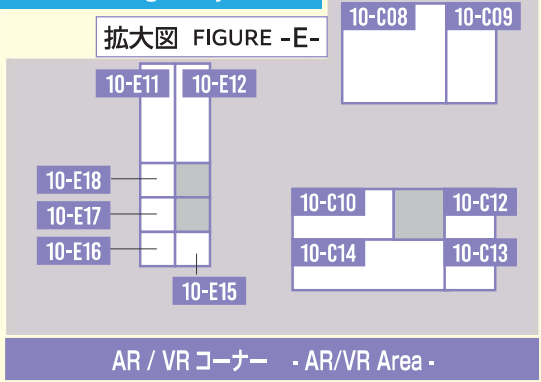 10-C08
10-C09
拡大図 FIGURE -E-
10-E11
10-E12
10-E18
10-E17
10-E16
10-E15
10-C10
10-C12
10-C14
10-C13
AR / VR コーナー - AR/VR Area -